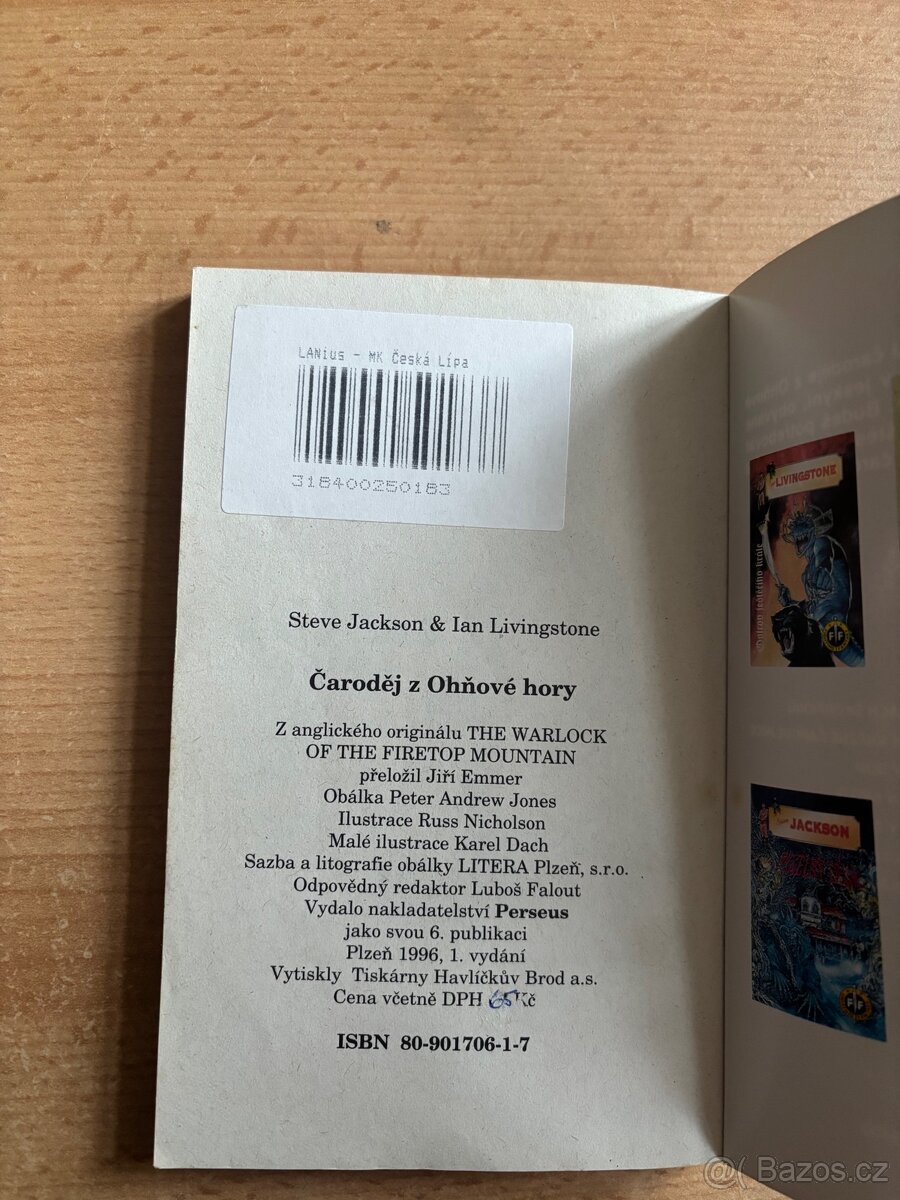 LANius - MK Česká Lípa
318400250183
Steve Jackson & Ian Livingstone
Čaroděj z Ohňové hory
Z anglického originálu THE WARLOCK
OF THE FIRETOP MOUNTAIN
přeložil Jiří Emmer
Obálka Peter Andrew Jones
Ilustrace Russ Nicholson
Malé ilustrace Karel Dach
Sazba a litografie obálky LITERA Plzeň, s.r.o.
Odpovědný redaktor Luboš Falout
Vydalo nakladatelství Perseus
jako svou 6. publikaci
Plzeň 1996, 1. vydání
Vytiskly Tiskárny Havlíčkův Brod a.s.
Cena včetně DPH 65 Kč
ISBN 80-901706-1-7
LIVINGSTONE
FF
JACKSON
FF
Bazos.cz